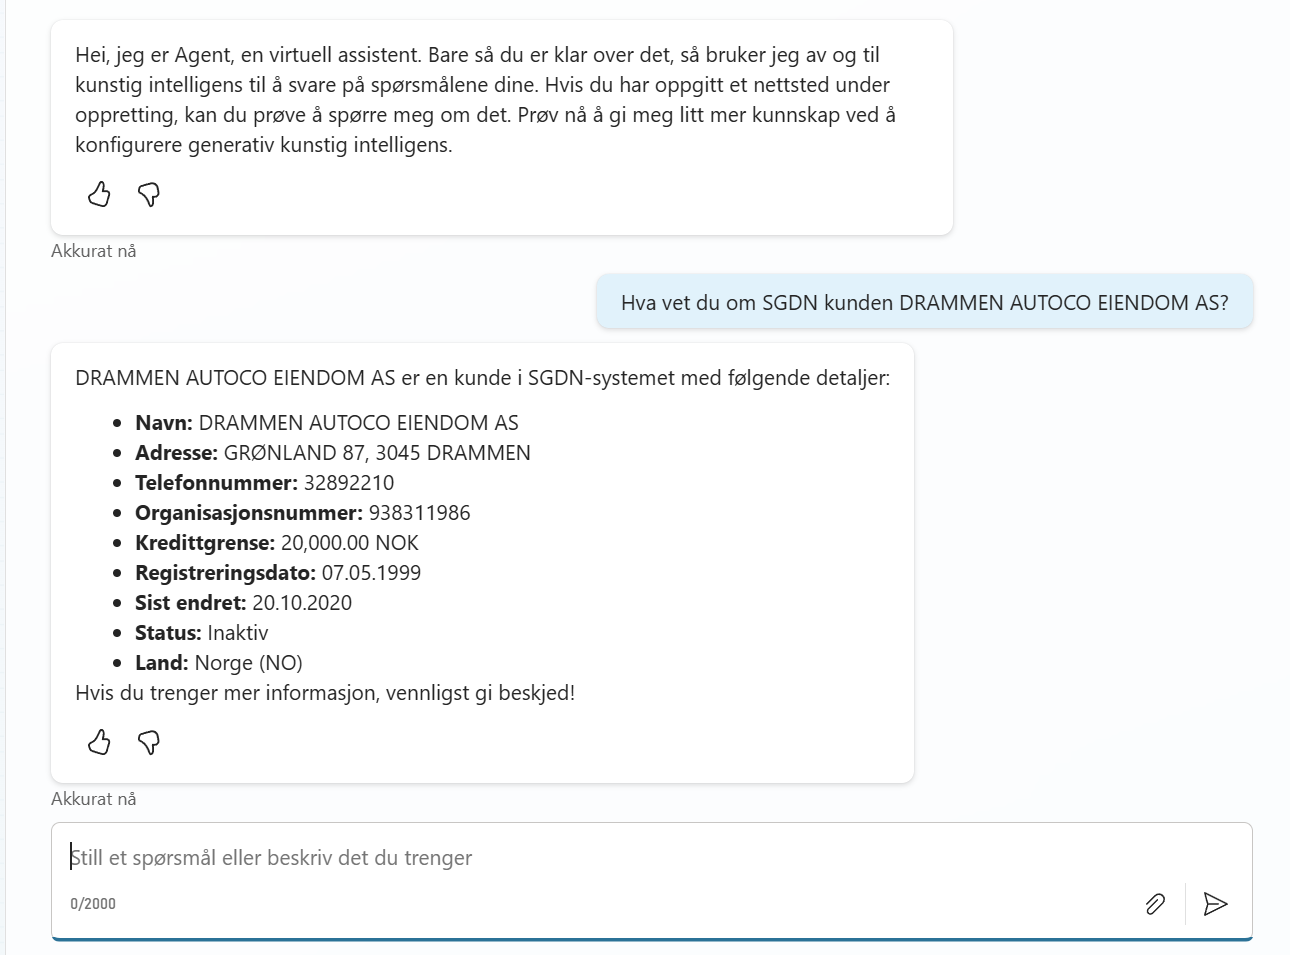 Hei, jeg er Agent, en virtuell assistent. Bare så du er klar over det, så bruker jeg av og til
kunstig intelligens til å svare på spørsmålene dine. Hvis du har oppgitt et nettsted under
oppretting, kan du prøve å spørre meg om det. Prøv nå å gi meg litt mer kunnskap ved å
konfigurere generativ kunstig intelligens.
Akkurat nå
Hva vet du om SGDN kunden DRAMMEN AUTOCO EIENDOM AS?
DRAMMEN AUTOCO EIENDOM AS er en kunde i SGDN-systemet med følgende detaljer:
• Navn: DRAMMEN AUTOCO EIENDOM AS
• Adresse: GRØNLAND 87, 3045 DRAMMEN
• Telefonnummer: 32892210
• Organisasjonsnummer: 938311986
• Kredittgrense: 20,000.00 NOK
• Registreringsdato: 07.05.1999
• Sist endret: 20.10.2020
• Status: Inaktiv
• Land: Norge (NO)
Hvis du trenger mer informasjon, vennligst gi beskjed!
Akkurat nå
Still et spørsmål eller beskriv det du trenger
0/2000